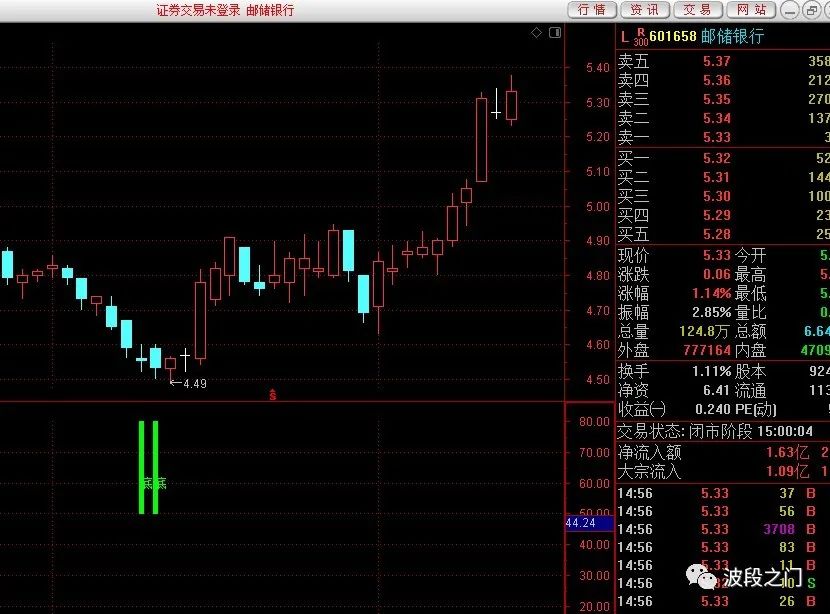 证券交易未登录 邮储银行
行情 资讯 交易 网站
L R 300 601658 邮储银行
卖五 5.37 358
卖四 5.36 212
卖三 5.35 270
卖二 5.34 137
卖一 5.33 3
买一 5.32 52
买二 5.31 144
买三 5.30 100
买四 5.29 23
买五 5.28 25
现价 5.33 今开 5.
涨跌 0.06 最高 5.
涨幅 1.14% 最低 5.
振幅 2.85% 量比 0.
总量 124.8万 总额 6.64
外盘 777164 内盘 4709
换手 1.11% 股本 924
净资 6.41 流通 113
收益㈠ 0.240 PE(动)
交易状态: 闭市阶段 15:00:04
净流入额 1.63亿 2
大宗流入 1.09亿 1
14:56 5.33 37 B
14:56 5.33 56 B
14:56 5.33 3708 B
14:56 5.33 83 B
14:56 5.33 11 B
14:56 10 S
14:56 5.33 26 B
5.40
5.30
5.20
5.10
5.00
4.90
4.80
4.70
4.60
4.50
←4.49
80.00
70.00
60.00
50.00
44.24
40.00
30.00
20.00
底底
波段之门